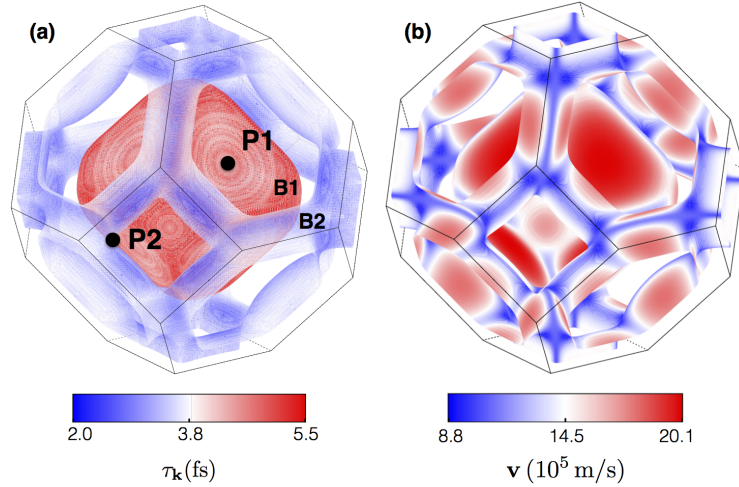 (a)
(b)
P1
B1
B2
P2
2.0 3.8 5.5
τ𝐤(fs)
8.8 14.5 20.1
𝐯 (10⁵ m/s)